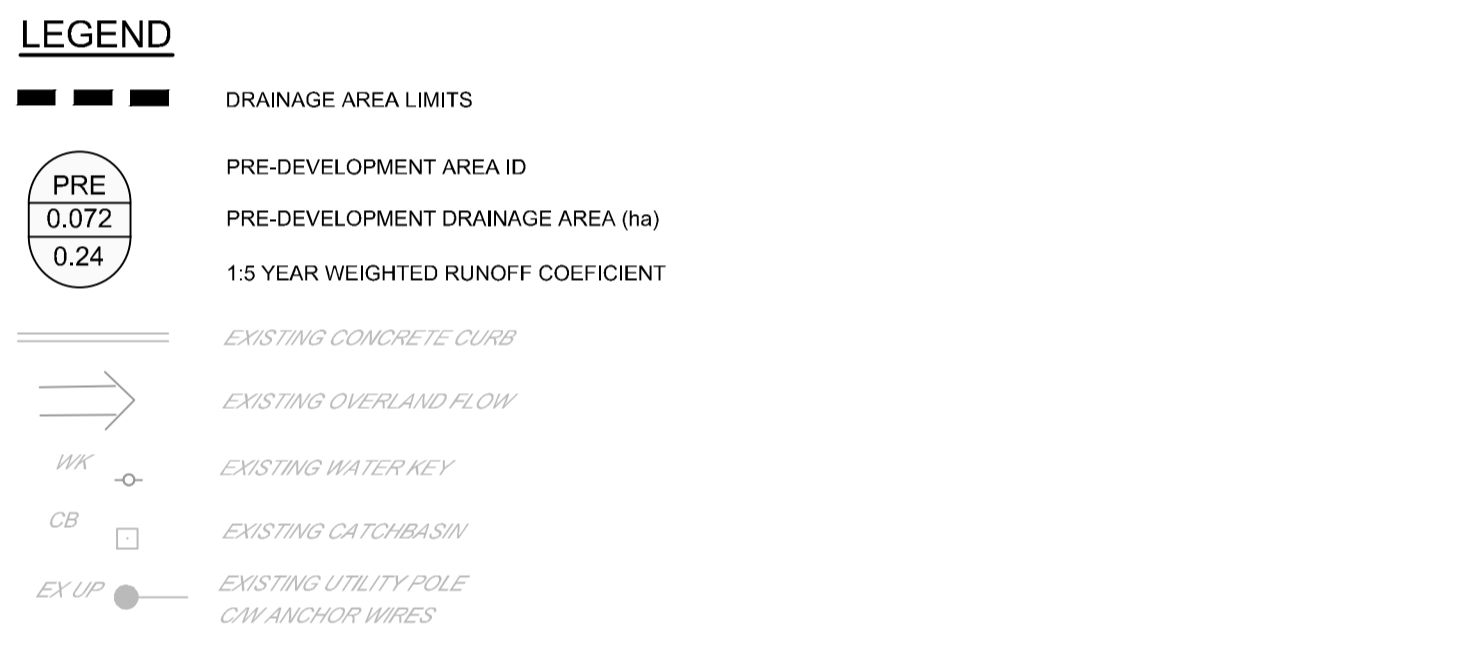 LEGEND
DRAINAGE AREA LIMITS
PRE
PRE-DEVELOPMENT AREA ID
0.072
PRE-DEVELOPMENT DRAINAGE AREA (ha)
0.24
1:5 YEAR WEIGHTED RUNOFF COEFICIENT
EXISTING CONCRETE CURB
EXISTING OVERLAND FLOW
WK
EXISTING WATER KEY
CB
EXISTING CATCHBASIN
EX UP
EXISTING UTILITY POLE
C/W ANCHOR WIRES